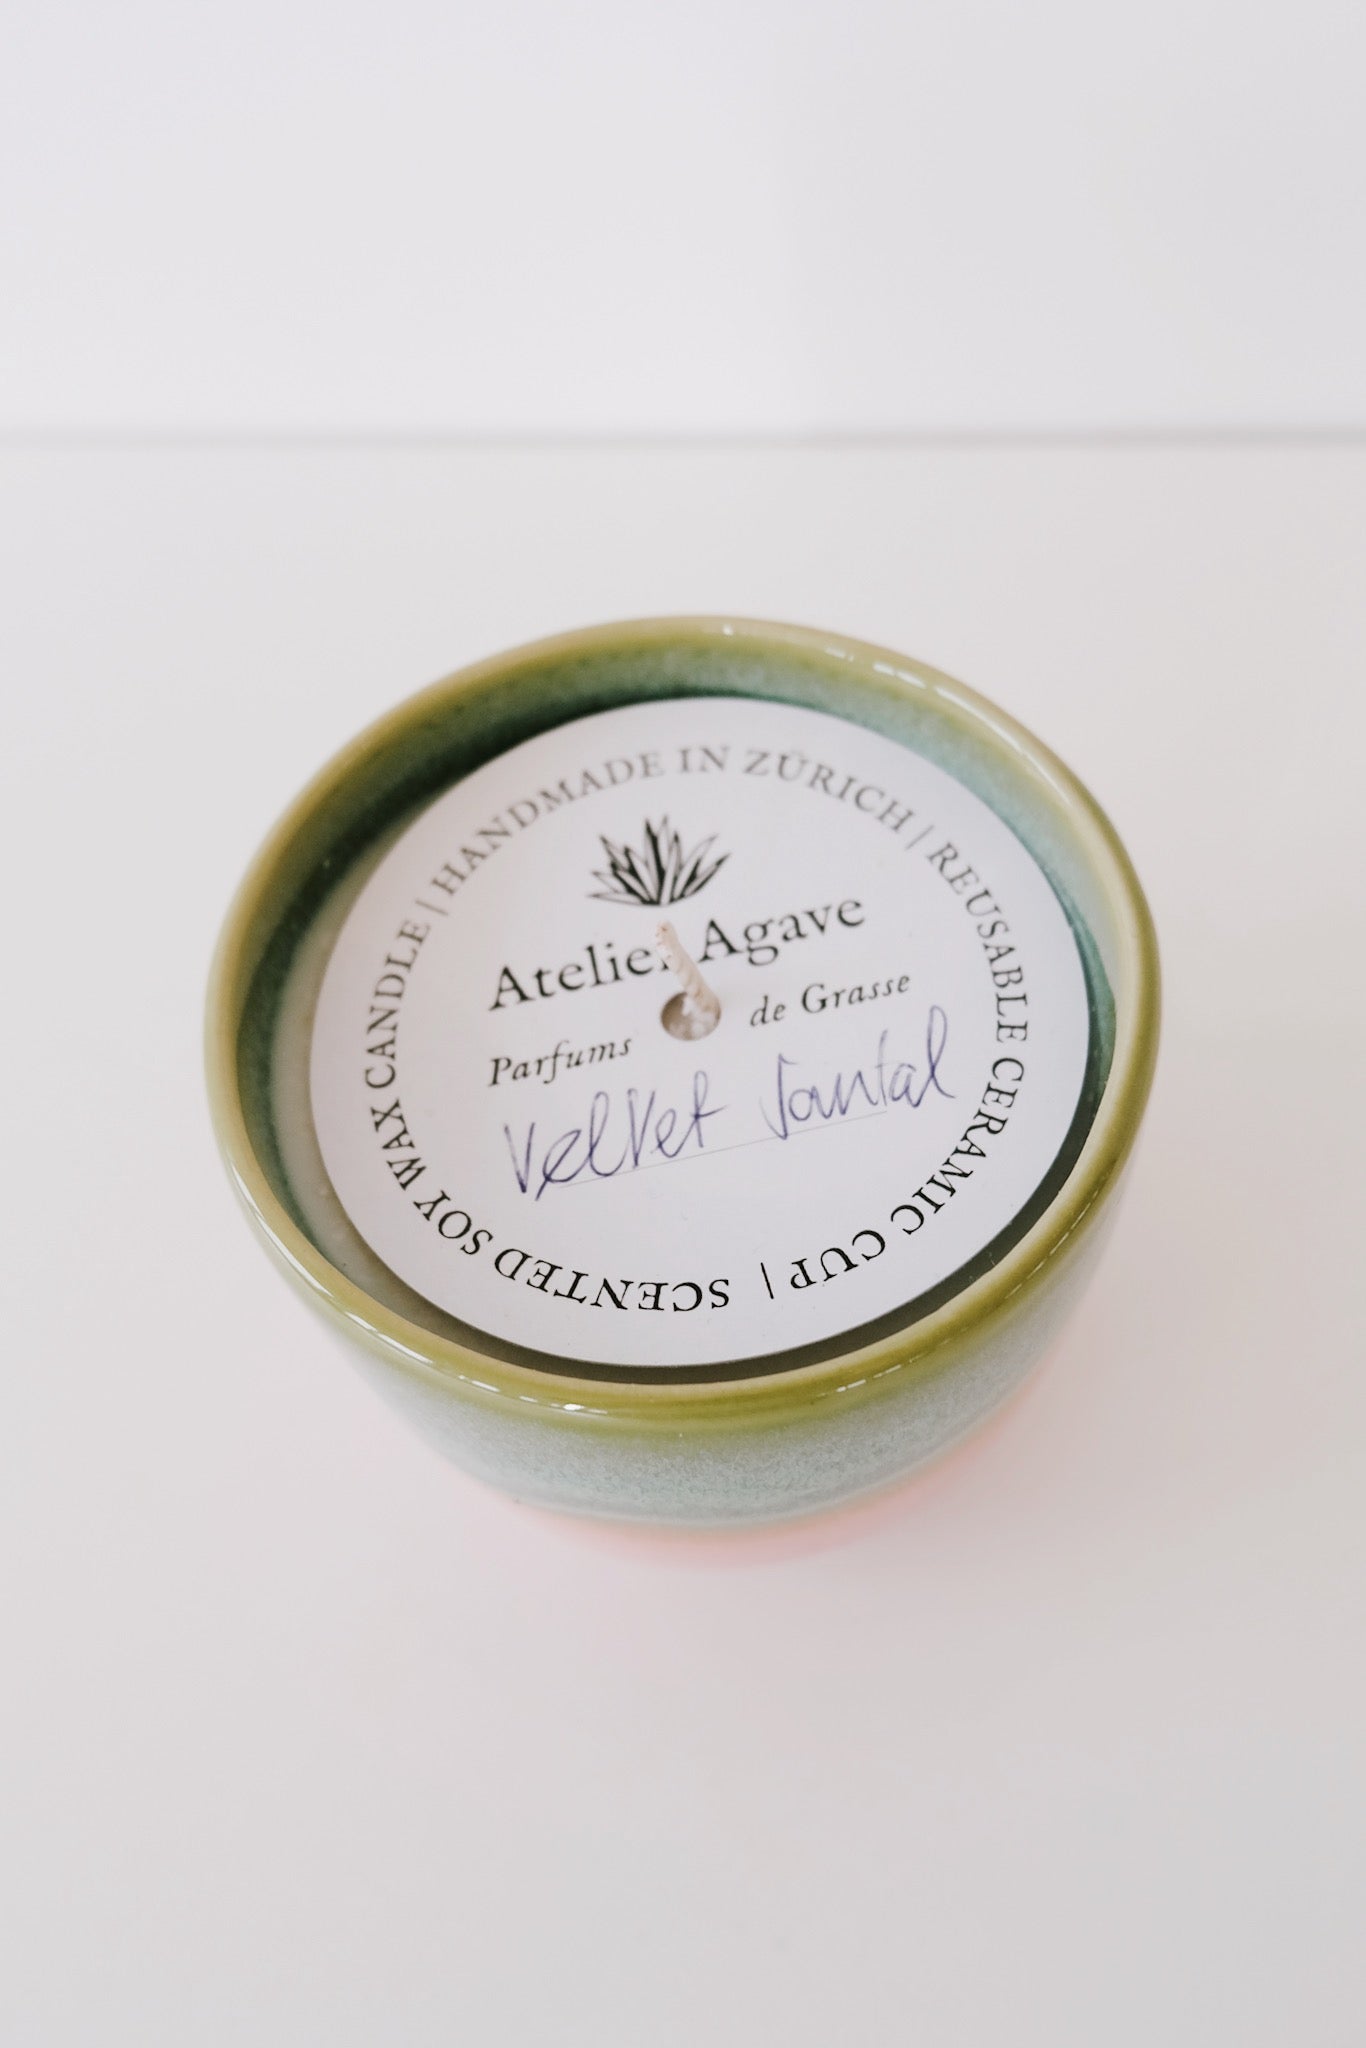 HANDMADE IN ZÜRICH | REUSABLE CERAMIC CUP | SCENTED SOY WAX CANDLE |
Atelier Agave
Parfums de Grasse
Velvet Santal